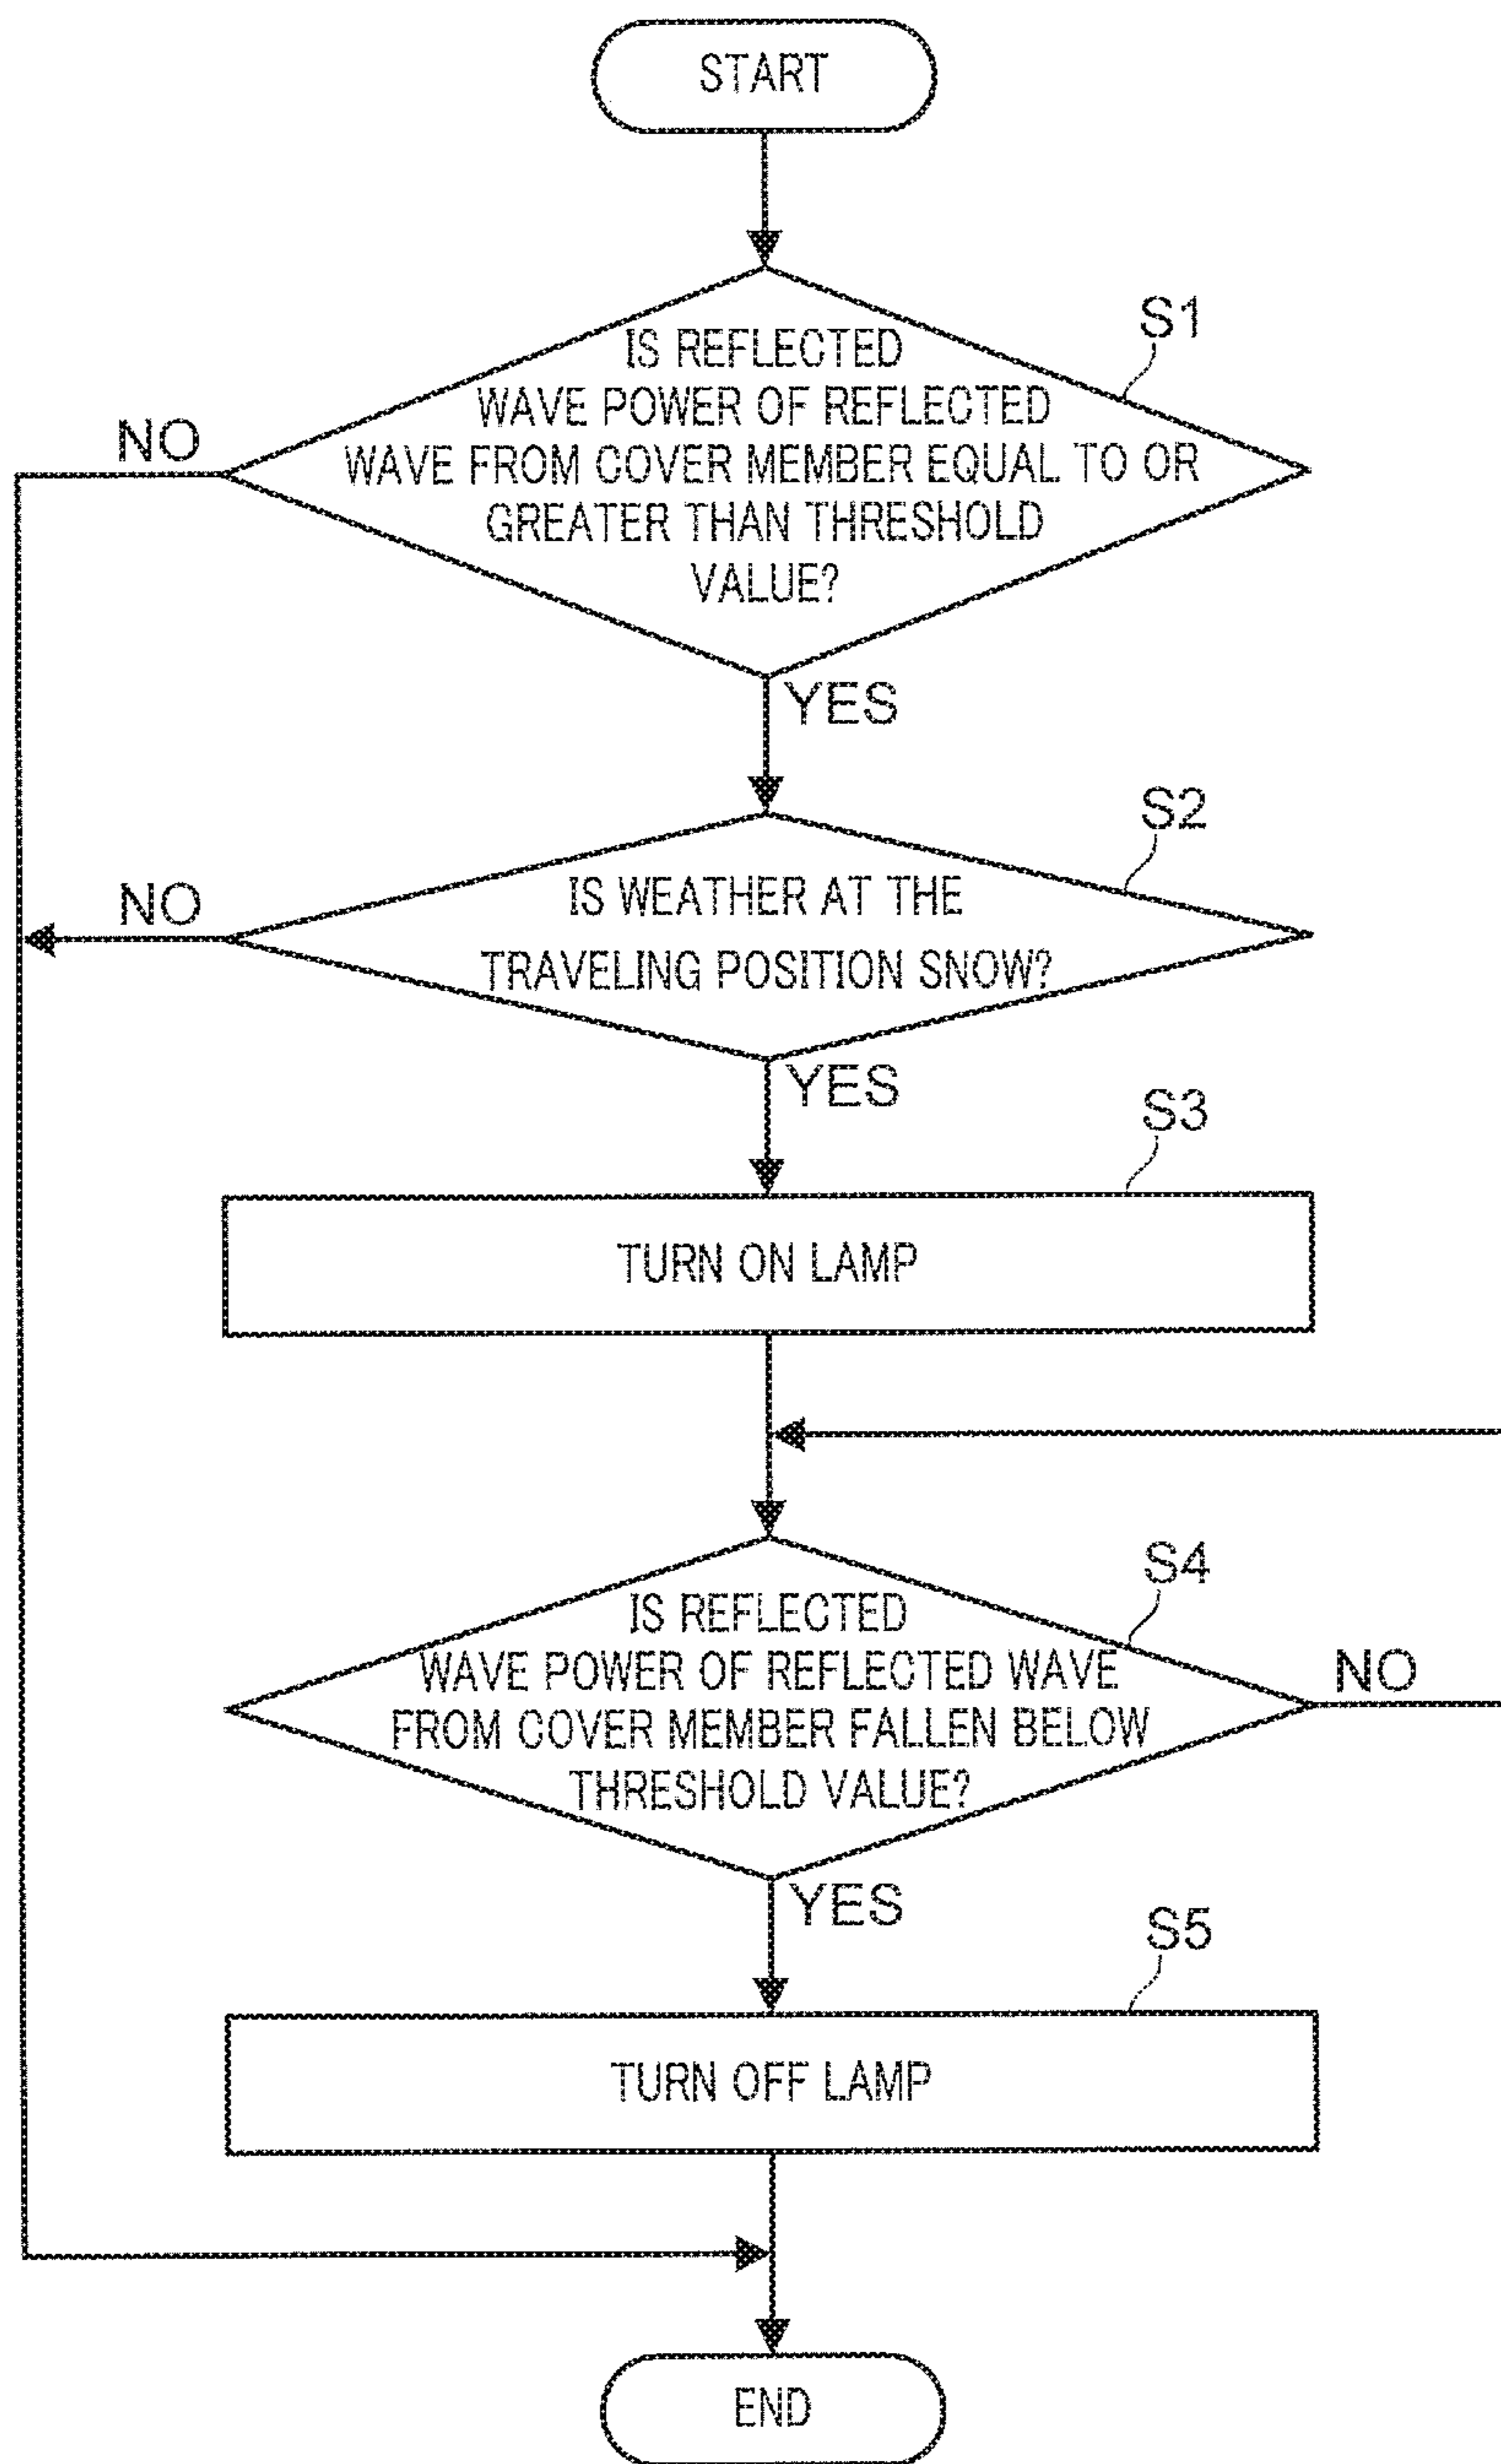 START
S1
IS REFLECTED
WAVE POWER OF REFLECTED
WAVE FROM COVER MEMBER EQUAL TO OR
GREATER THAN THRESHOLD
VALUE?
NO
YES
S2
IS WEATHER AT THE
TRAVELING POSITION SNOW?
NO
YES
S3
TURN ON LAMP
S4
IS REFLECTED
WAVE POWER OF REFLECTED WAVE
FROM COVER MEMBER FALLEN BELOW
THRESHOLD VALUE?
NO
YES
S5
TURN OFF LAMP
END